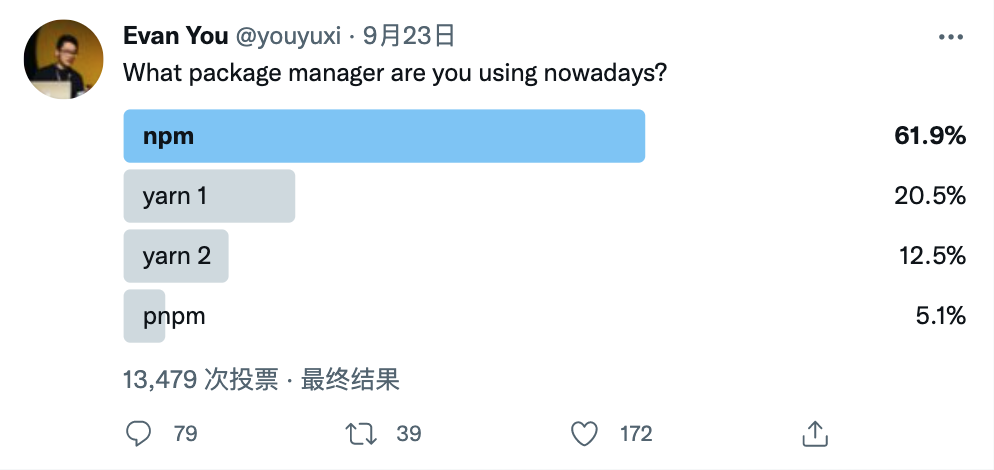 Evan You @youyuxi · 9月23日
What package manager are you using nowadays?
npm 61.9%
yarn 1 20.5%
yarn 2 12.5%
pnpm 5.1%
13,479 次投票 · 最终结果
79 39 172